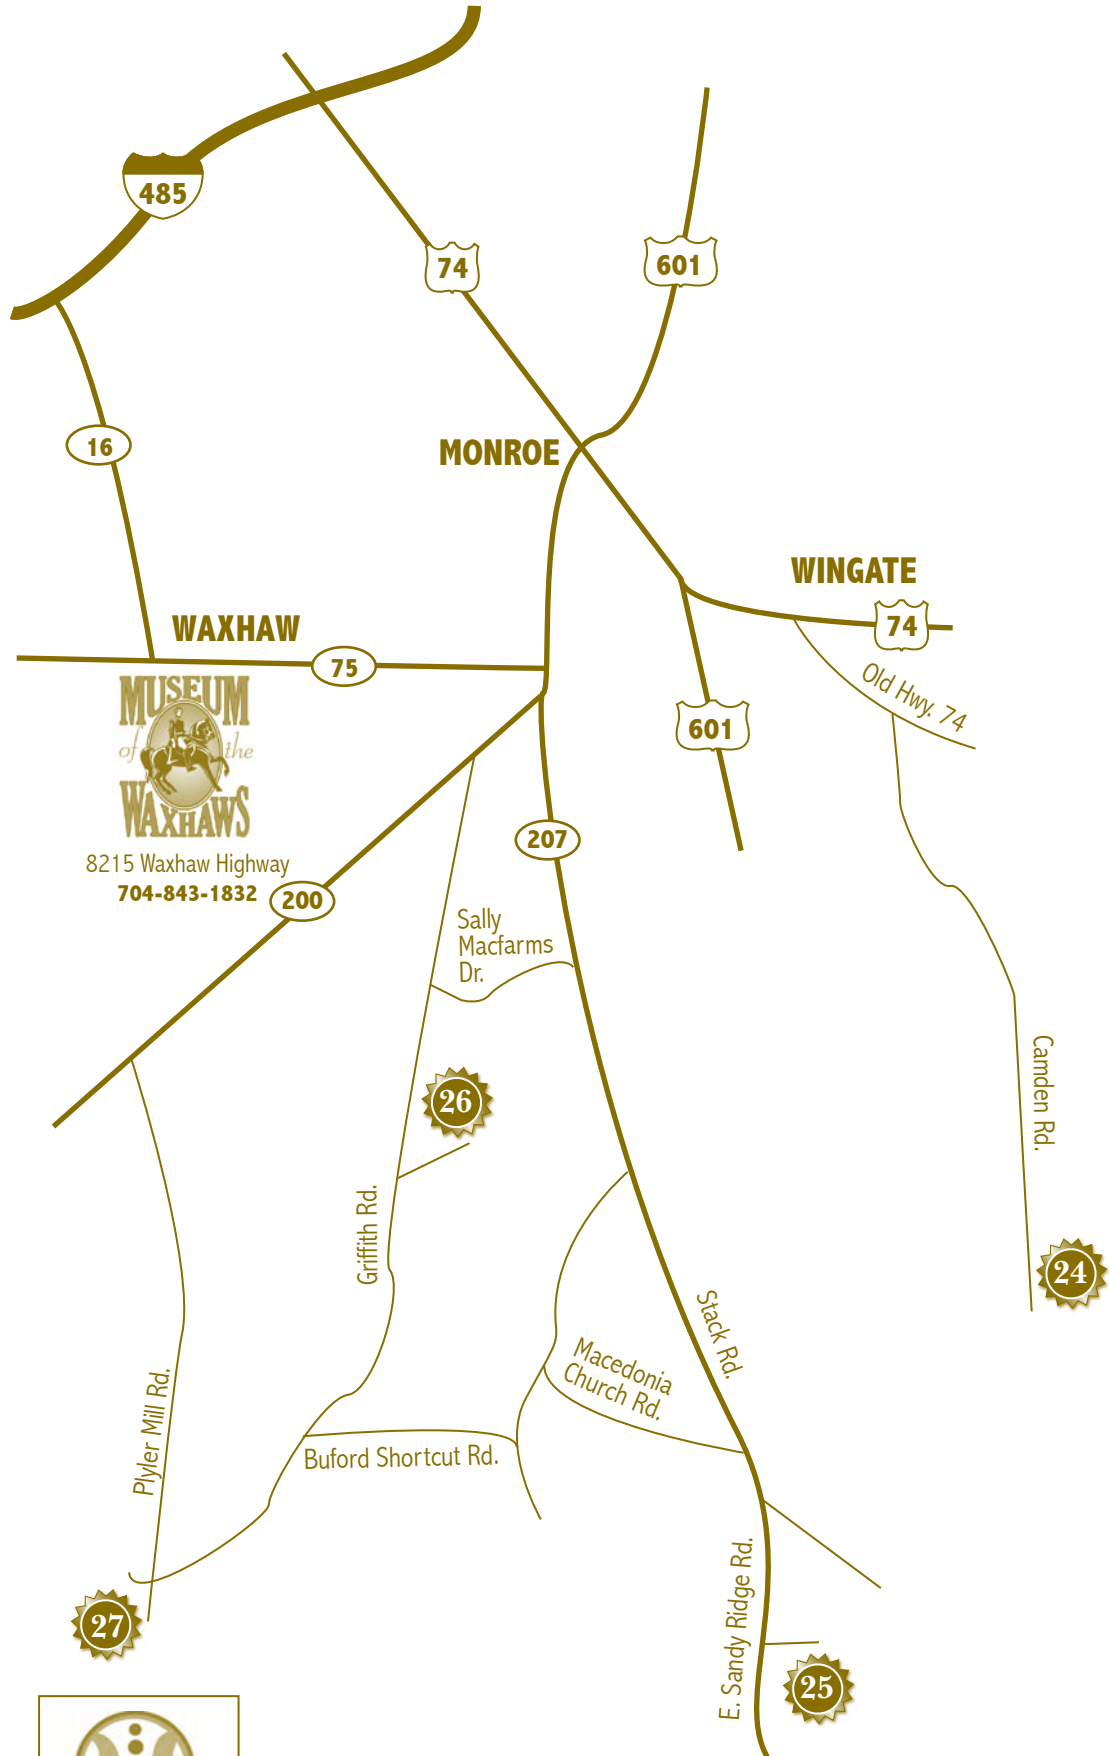 485
74
601
16
MONROE
WINGATE
74
WAXHAW
75
Old Hwy. 74
MUSEUM
of the
WAXHAWS
8215 Waxhaw Highway
704-843-1832
601
207
200
Sally
Macfarms
Dr.
Camden Rd.
26
Griffith Rd.
24
Stack Rd.
Macedonia
Church Rd.
Plyler Mill Rd.
Buford Shortcut Rd.
E. Sandy Ridge Rd.
27
25